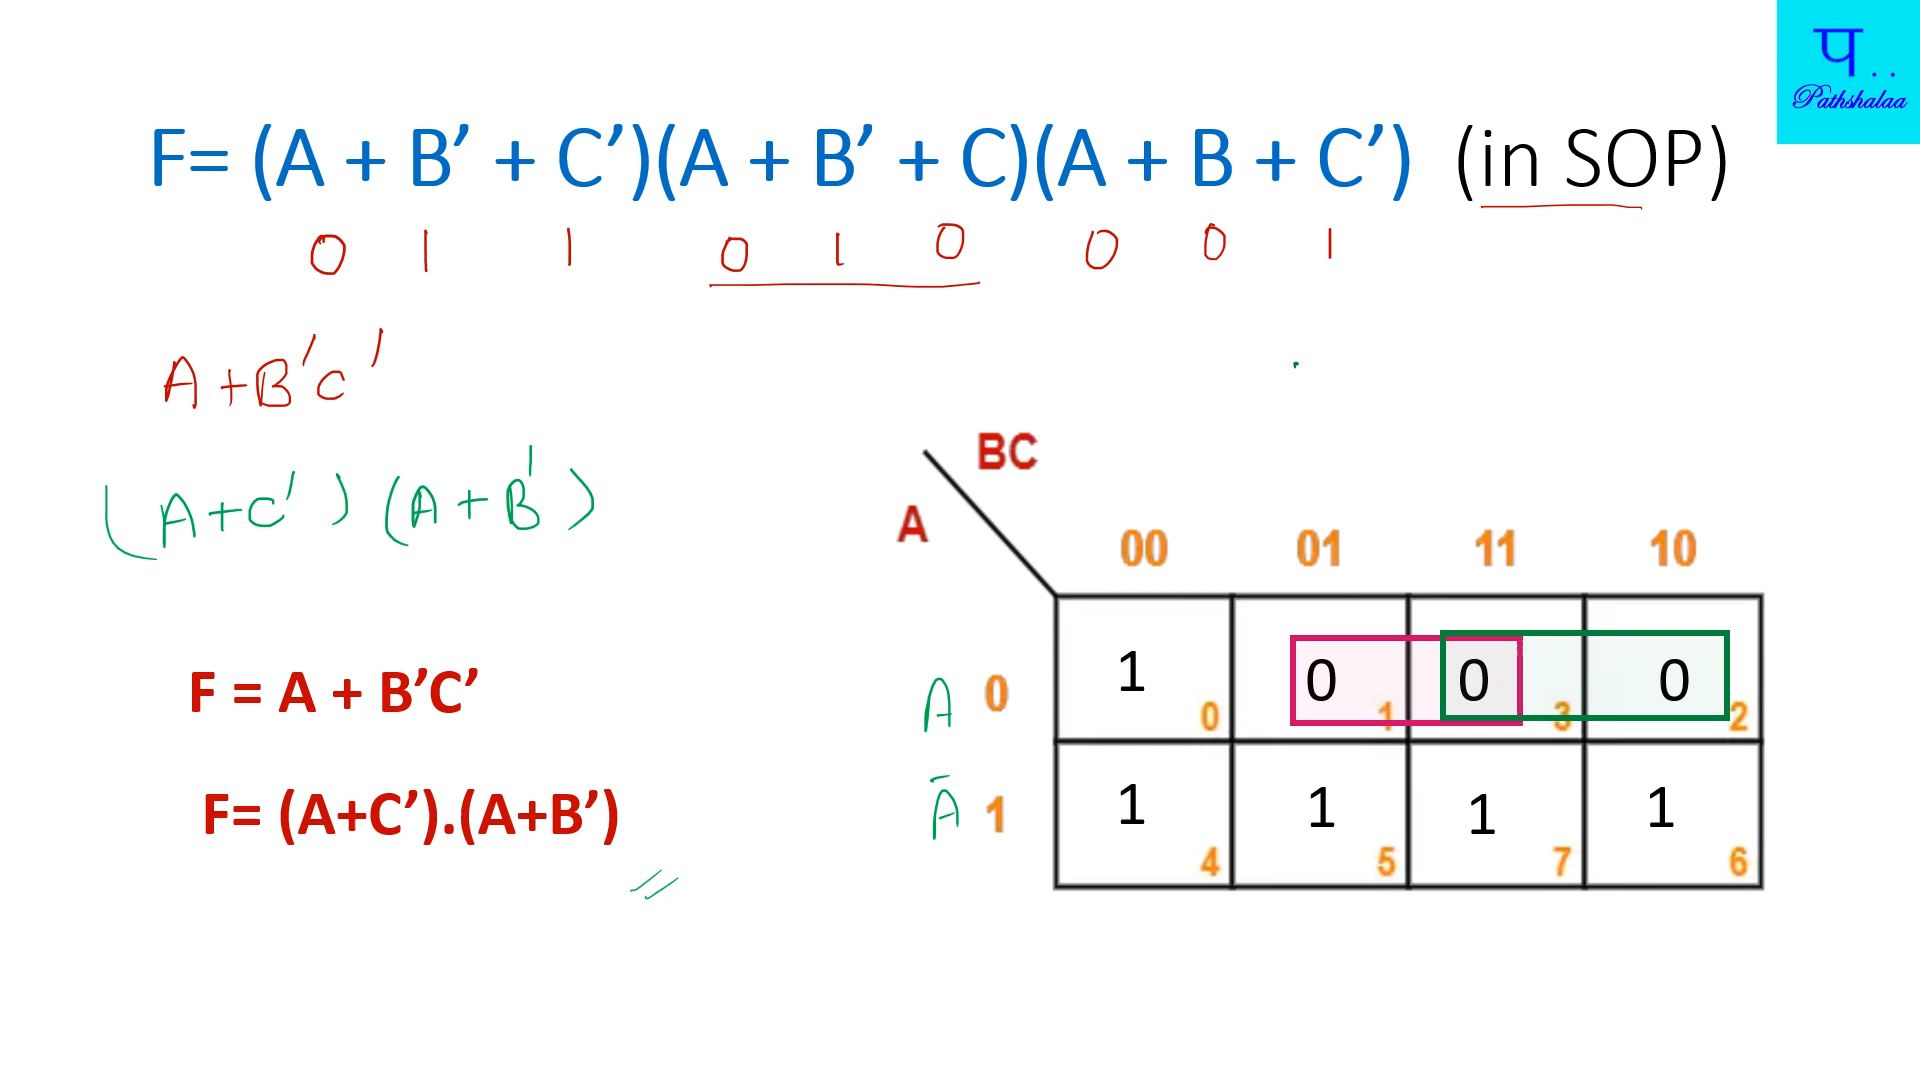 प..
Pathshalaa
F= (A + B’ + C’)(A + B’ + C)(A + B + C’) (in SOP)
0 1 1 0 1 0 0 0 1
A+B'C'
(A+C') (A+B')
F = A + B’C’
F= (A+C’).(A+B’)
BC
A
00 01 11 10
A 0 1 0 0 0
0 1 3 2
Ā 1 1 1 1 1
4 5 7 6